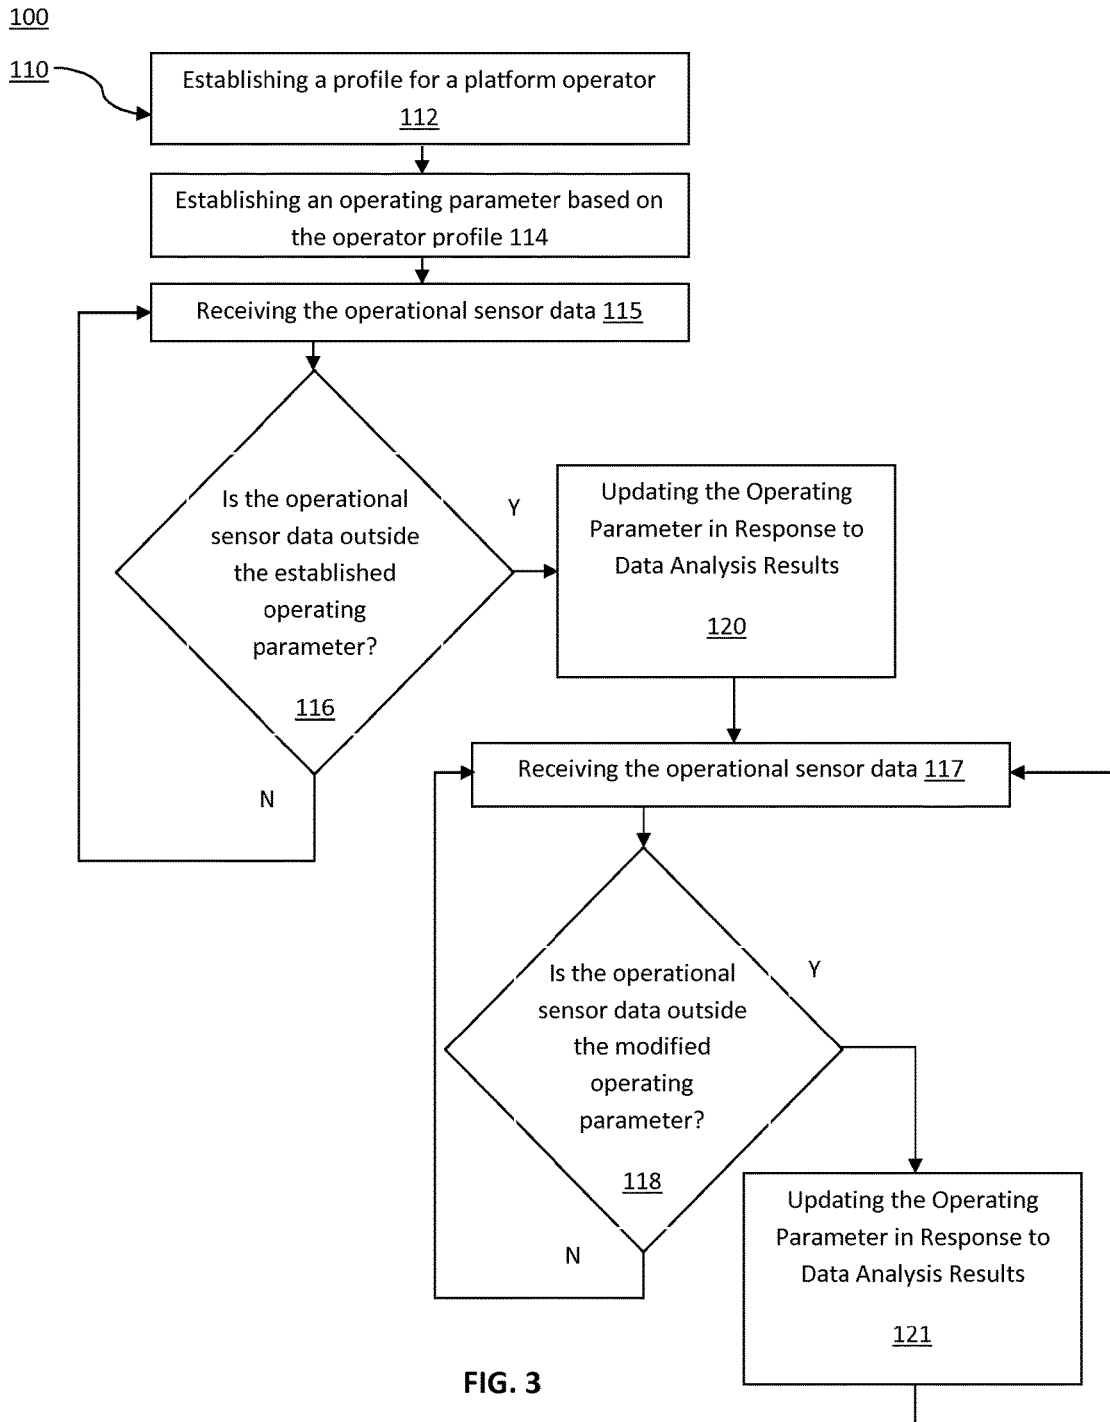 100
110
Establishing a profile for a platform operator
112
Establishing an operating parameter based on
the operator profile 114
Receiving the operational sensor data 115
Is the operational
sensor data outside
the established
operating
parameter?
116
Y
N
Updating the Operating
Parameter in Response to
Data Analysis Results
120
Receiving the operational sensor data 117
Is the operational
sensor data outside
the modified
operating
parameter?
118
Y
N
Updating the Operating
Parameter in Response to
Data Analysis Results
121
FIG. 3